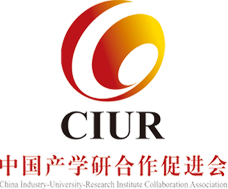 CIUR
中国产学研合作促进会
China Industry-University-Research Institute Collaboration Association